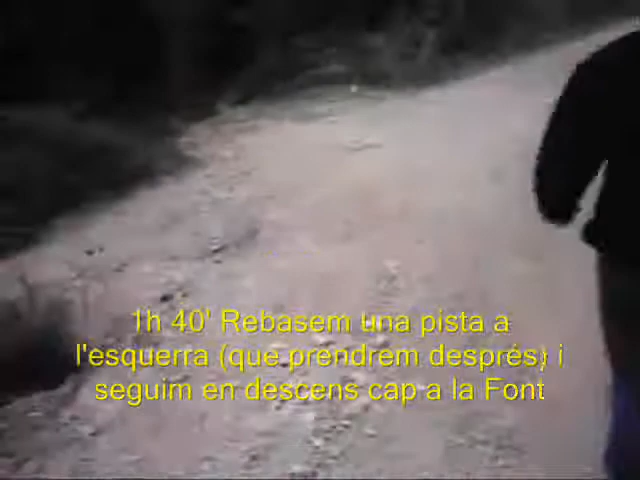 1h 40' Rebasem una pista a
l'esquerra (que prendrem després) i
seguim en descens cap a la Font